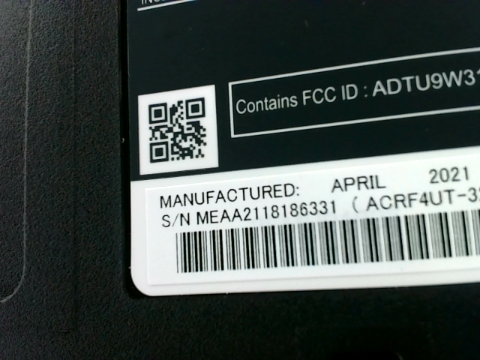 Contains FCC ID : ADTU9W31
MANUFACTURED: APRIL 2021
S/N MEAA2118186331 ( ACRF4UT-3